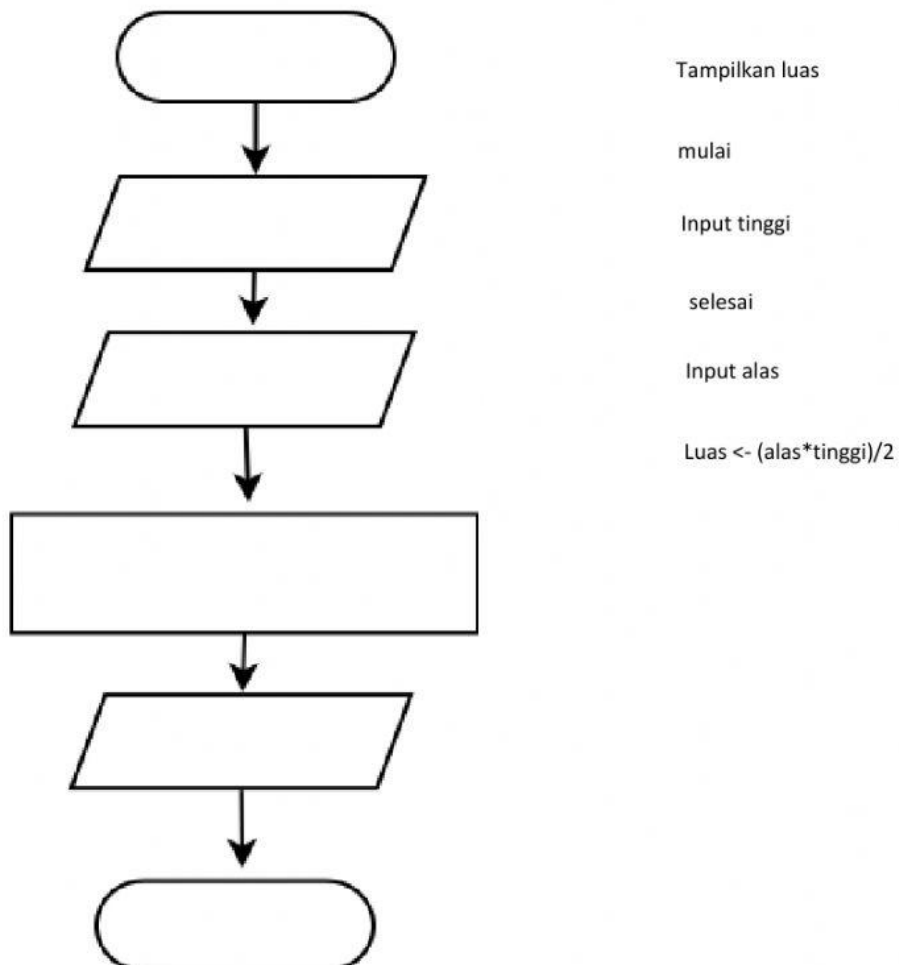 Tampilkan luas
mulai
Input tinggi
selesai
Input alas
Luas <- (alas*tinggi)/2